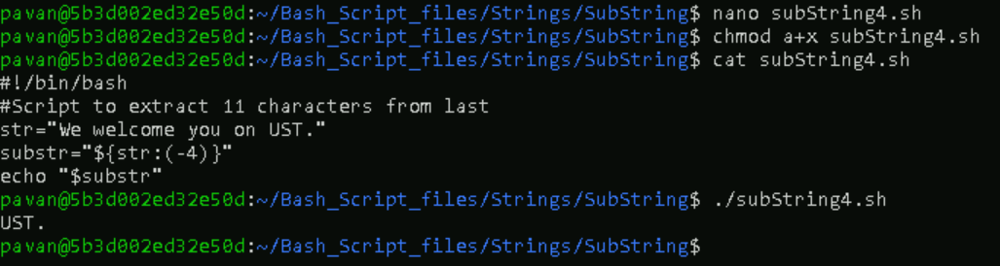 pavan@5b3d002ed32e50d:~/Bash_Script_files/Strings/SubString$ nano subString4.sh
pavan@5b3d002ed32e50d:~/Bash_Script_files/Strings/SubString$ chmod a+x subString4.sh
pavan@5b3d002ed32e50d:~/Bash_Script_files/Strings/SubString$ cat subString4.sh
#!/bin/bash
#Script to extract 11 characters from last
str="We welcome you on UST."
substr="${str:(-4)}"
echo "$substr"
pavan@5b3d002ed32e50d:~/Bash_Script_files/Strings/SubString$ ./subString4.sh
UST.
pavan@5b3d002ed32e50d:~/Bash_Script_files/Strings/SubString$